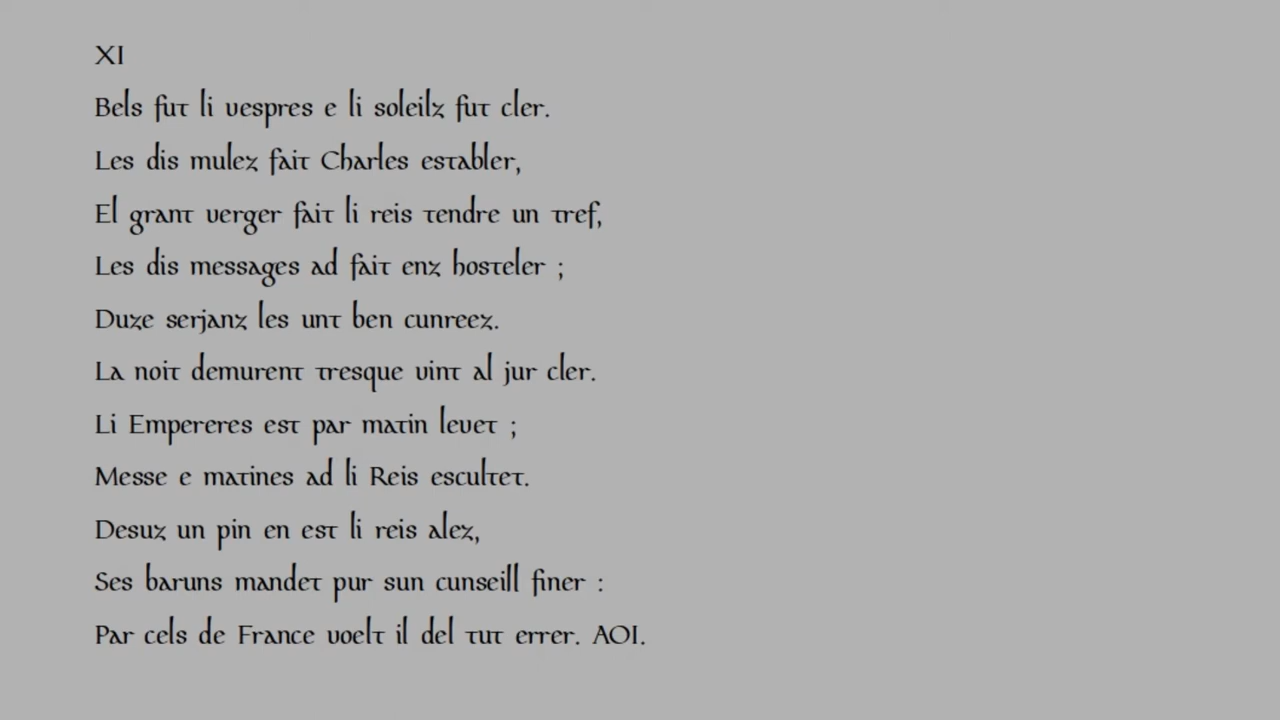 XI
Bels fut li vespres e li soleilz fut cler.
Les dis mulez fait Charles establer,
El grant verger fait li reis tendre un tref,
Les dis messages ad fait enz hosteler ;
Duze serjanz les unt ben cunreez.
La noit demurent tresque vint al jur cler.
Li Empereres est par matin levet ;
Messe e matines ad li Reis escultet.
Desuz un pin en est li reis alez,
Ses baruns mandet pur sun cunseill finer :
Par cels de France voelt il del tut errer. AOI.